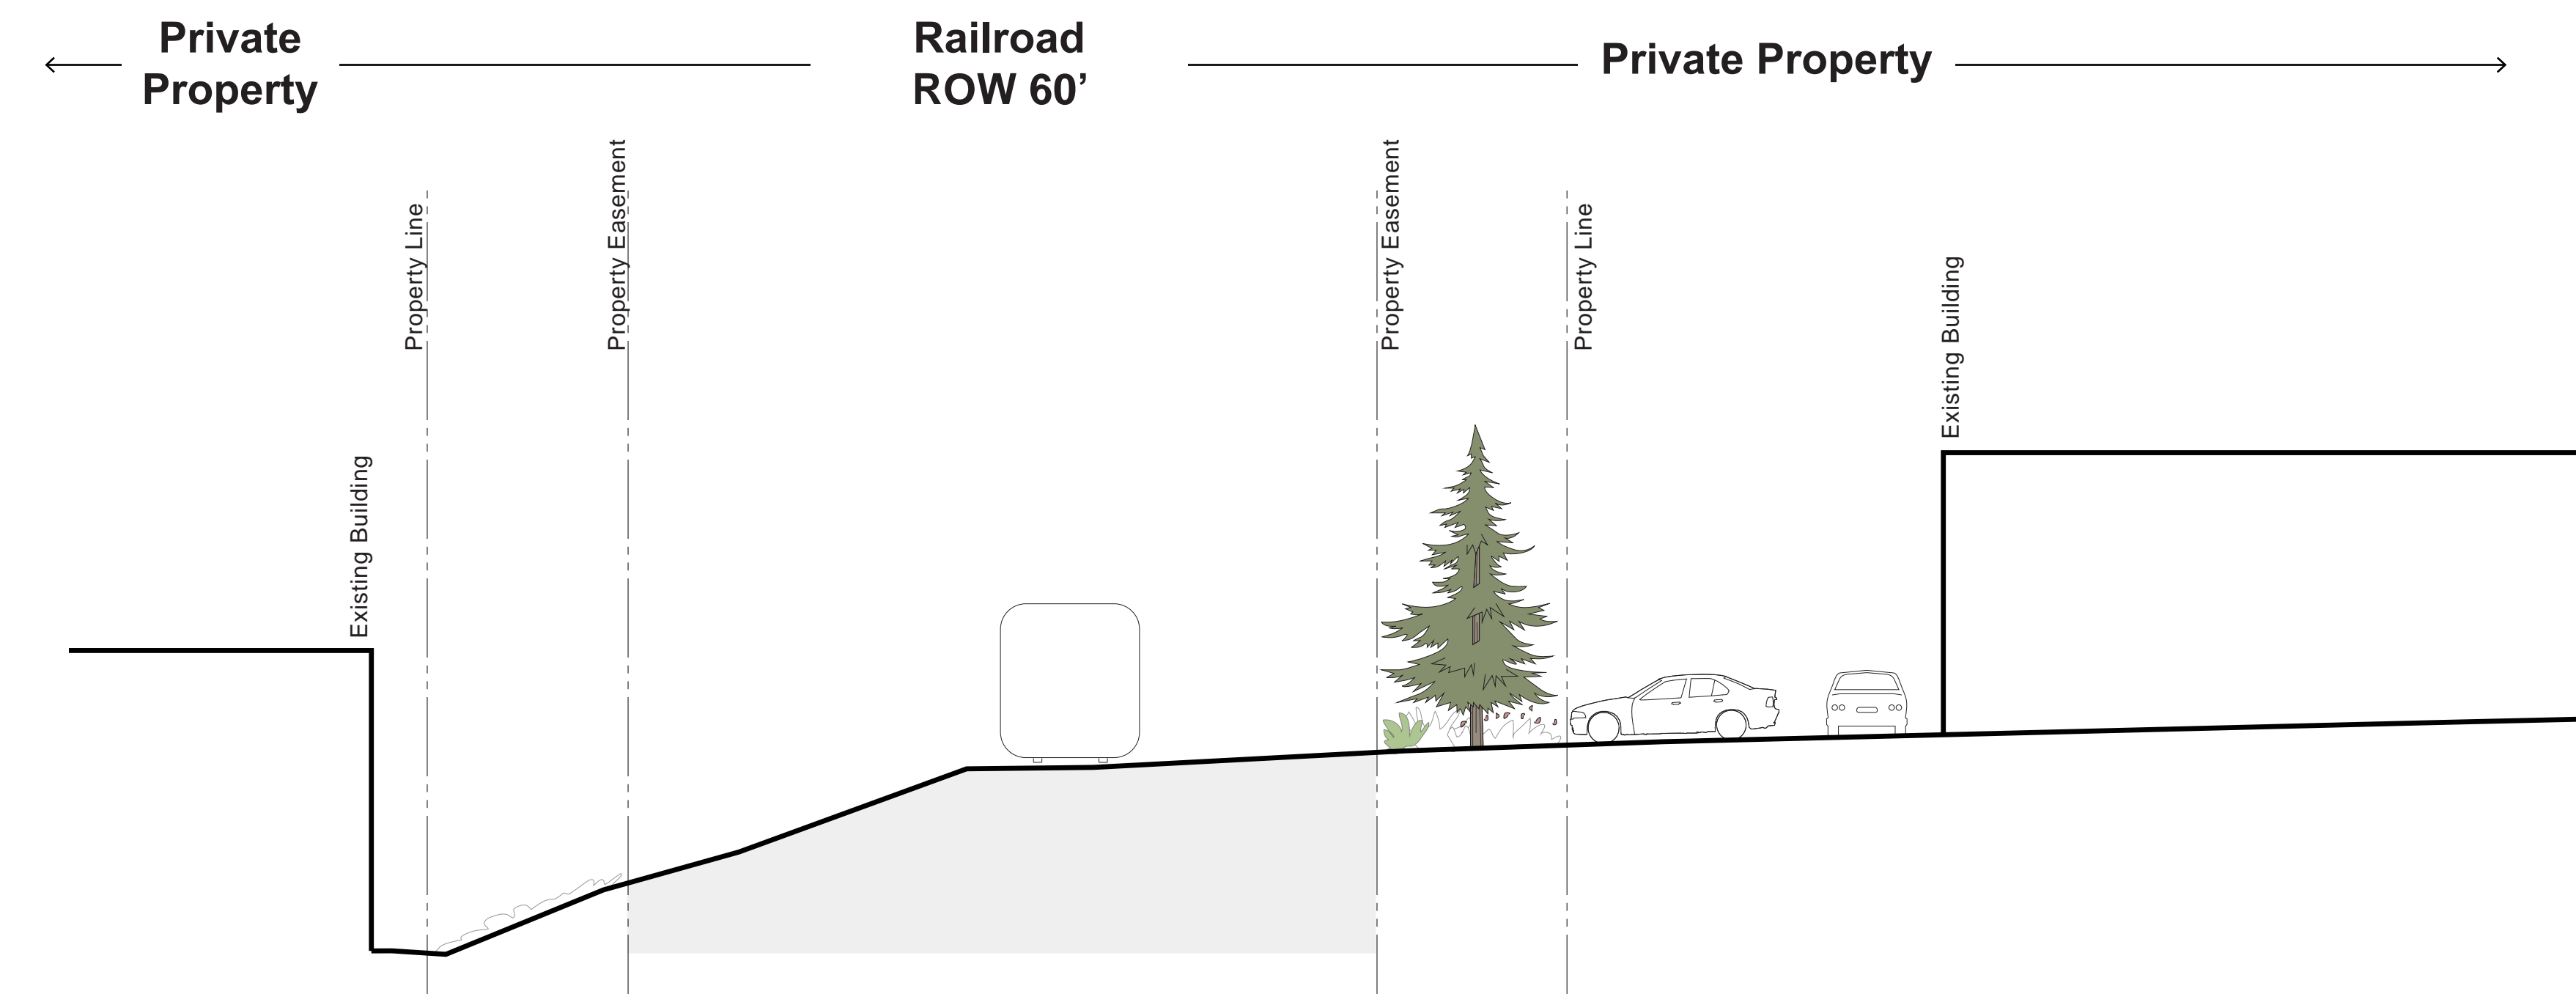 Private
Property
Railroad
ROW 60’
Private Property
Property Line
Property Easement
Property Easement
Property Line
Existing Building
Existing Building